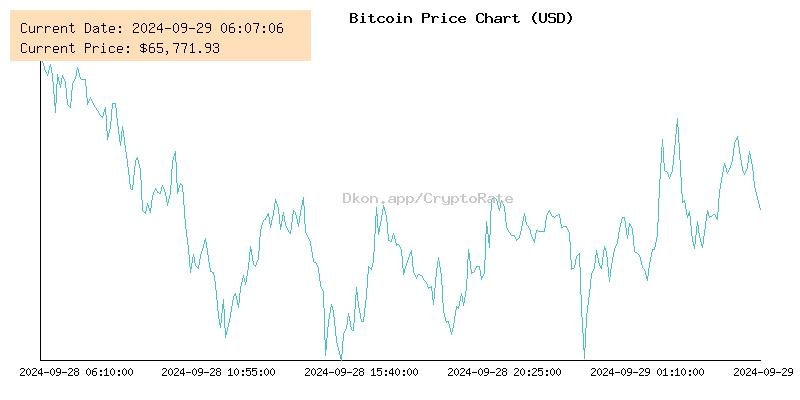 Bitcoin Price Chart (USD)
Current Date: 2024-09-29 06:07:06
Current Price: $65,771.93
Dkon.app/CryptoRate
2024-09-28 06:10:00 2024-09-28 10:55:00 2024-09-28 15:40:00 2024-09-28 20:25:00 2024-09-29 01:10:00 2024-09-29